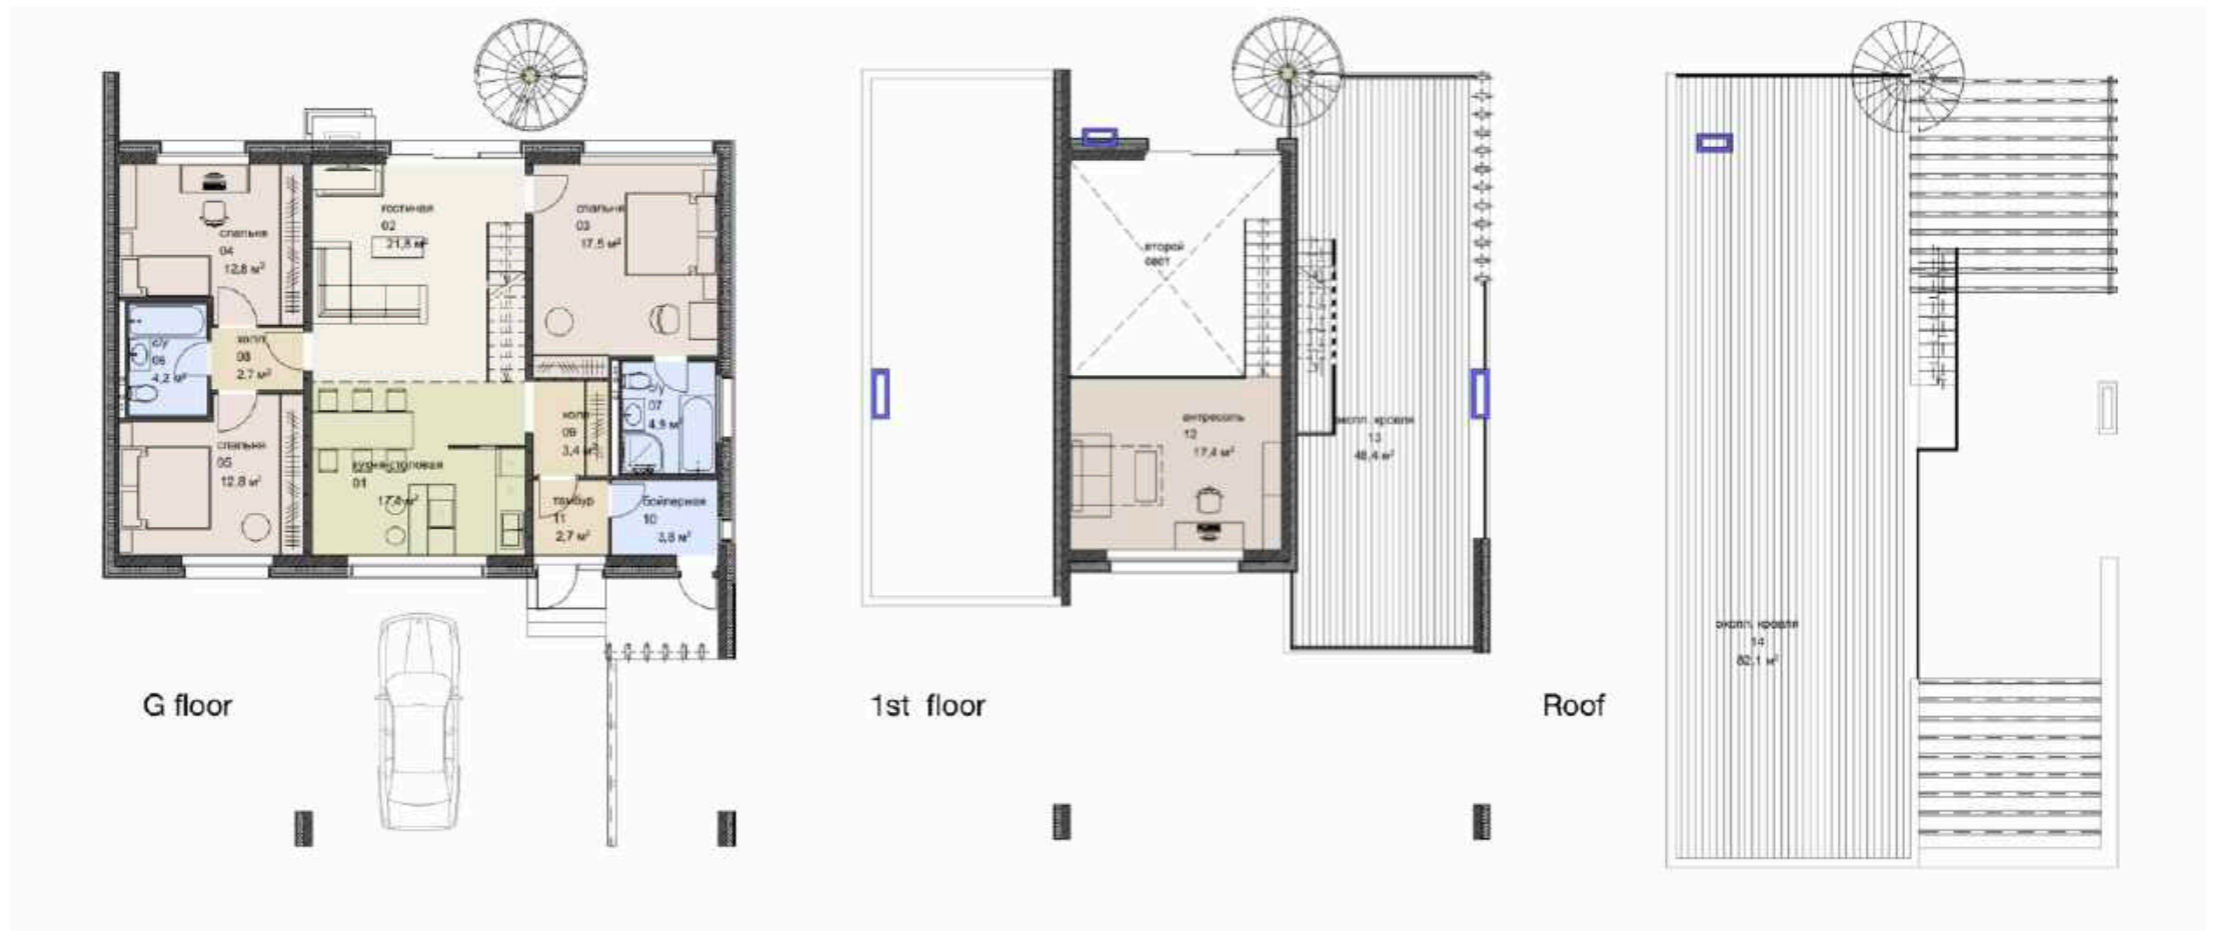 гостиная
02
21,8 м²
спальня
03
17,5 м²
спальня
04
12,8 м²
с/у
06
4,2 м²
холл
08
2,7 м²
спальня
05
12,8 м²
кухня-столовая
01
17,4 м²
холл
09
3,4 м²
с/у
07
4,9 м²
тамбур
11
2,7 м²
бойлерная
10
3,8 м²
G floor
второй
свет
антресоль
12
17,4 м²
экспл. кровля
13
48,4 м²
1st floor
экспл. кровля
14
82,1 м²
Roof